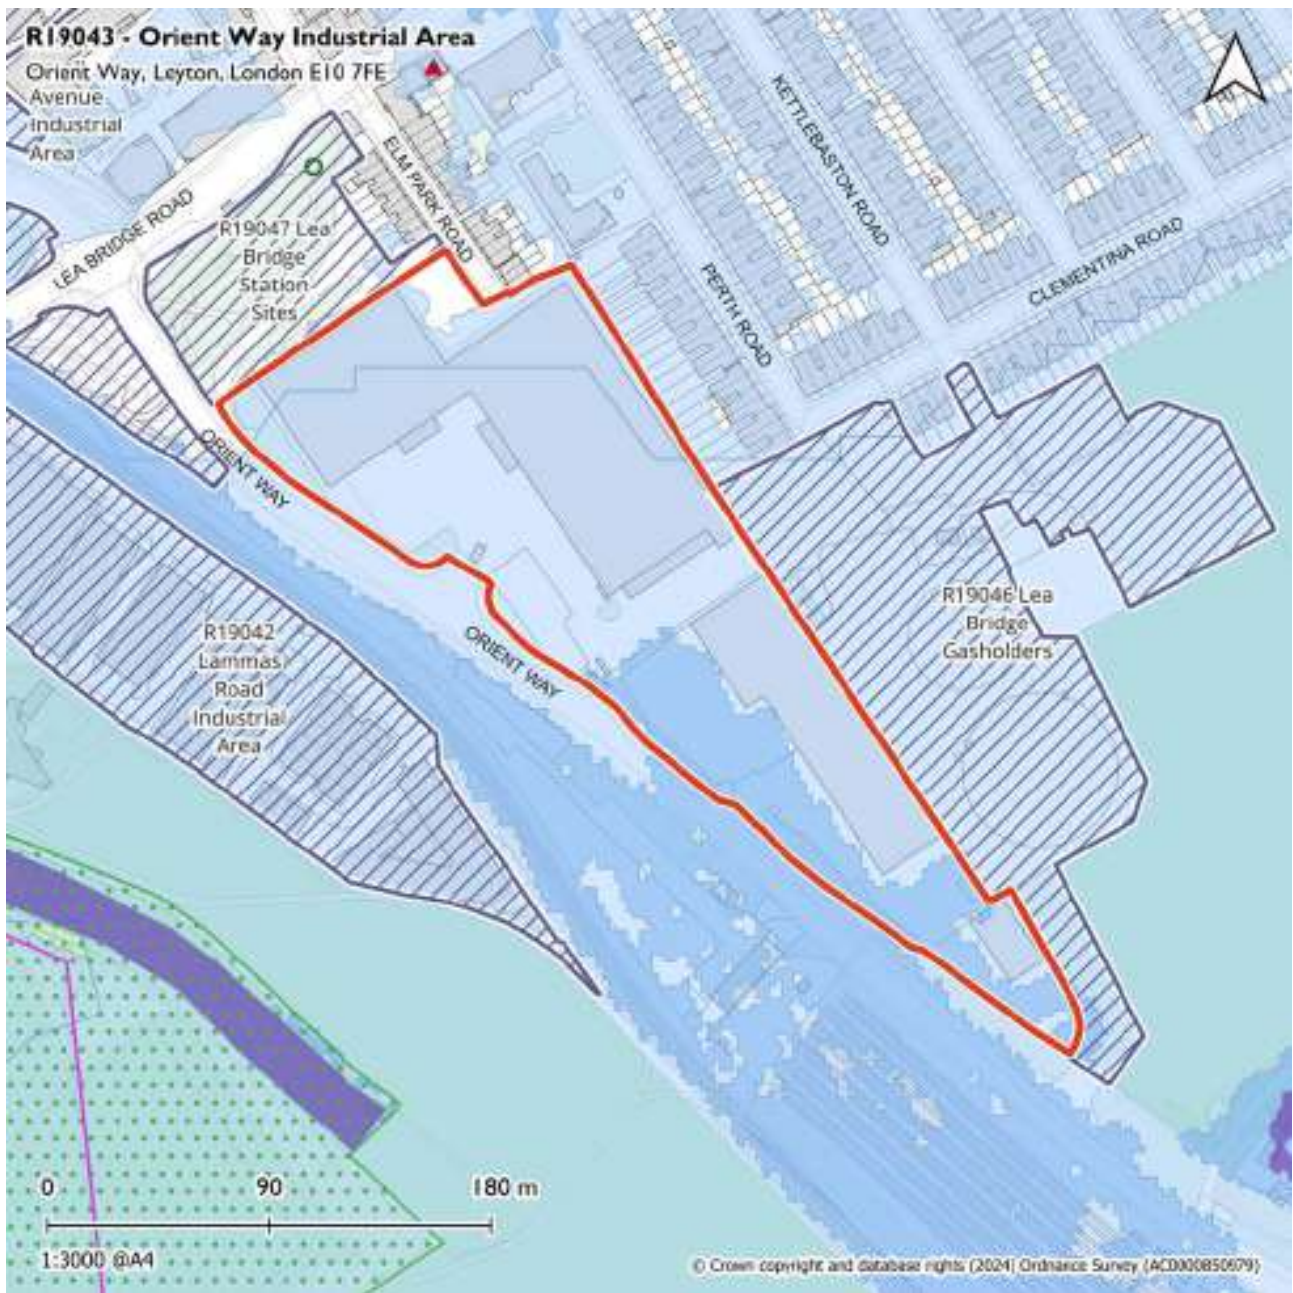 R19043 - Orient Way Industrial Area
Orient Way, Leyton, London E10 7FE
Avenue
Industrial
Area
LEA BRIDGE ROAD
R19047 Lea
Bridge
Station
Sites
ELM PARK ROAD
KETTLEBASTON ROAD
PERTH ROAD
CLEMENTINA ROAD
ORIENT WAY
R19046 Lea
Bridge
Gasholders
R19042
Lammas
Road
Industrial
Area
ORIENT WAY
0 90 180 m
1:3000 @A4
© Crown copyright and database rights (2024) Ordnance Survey (AC0000850979)